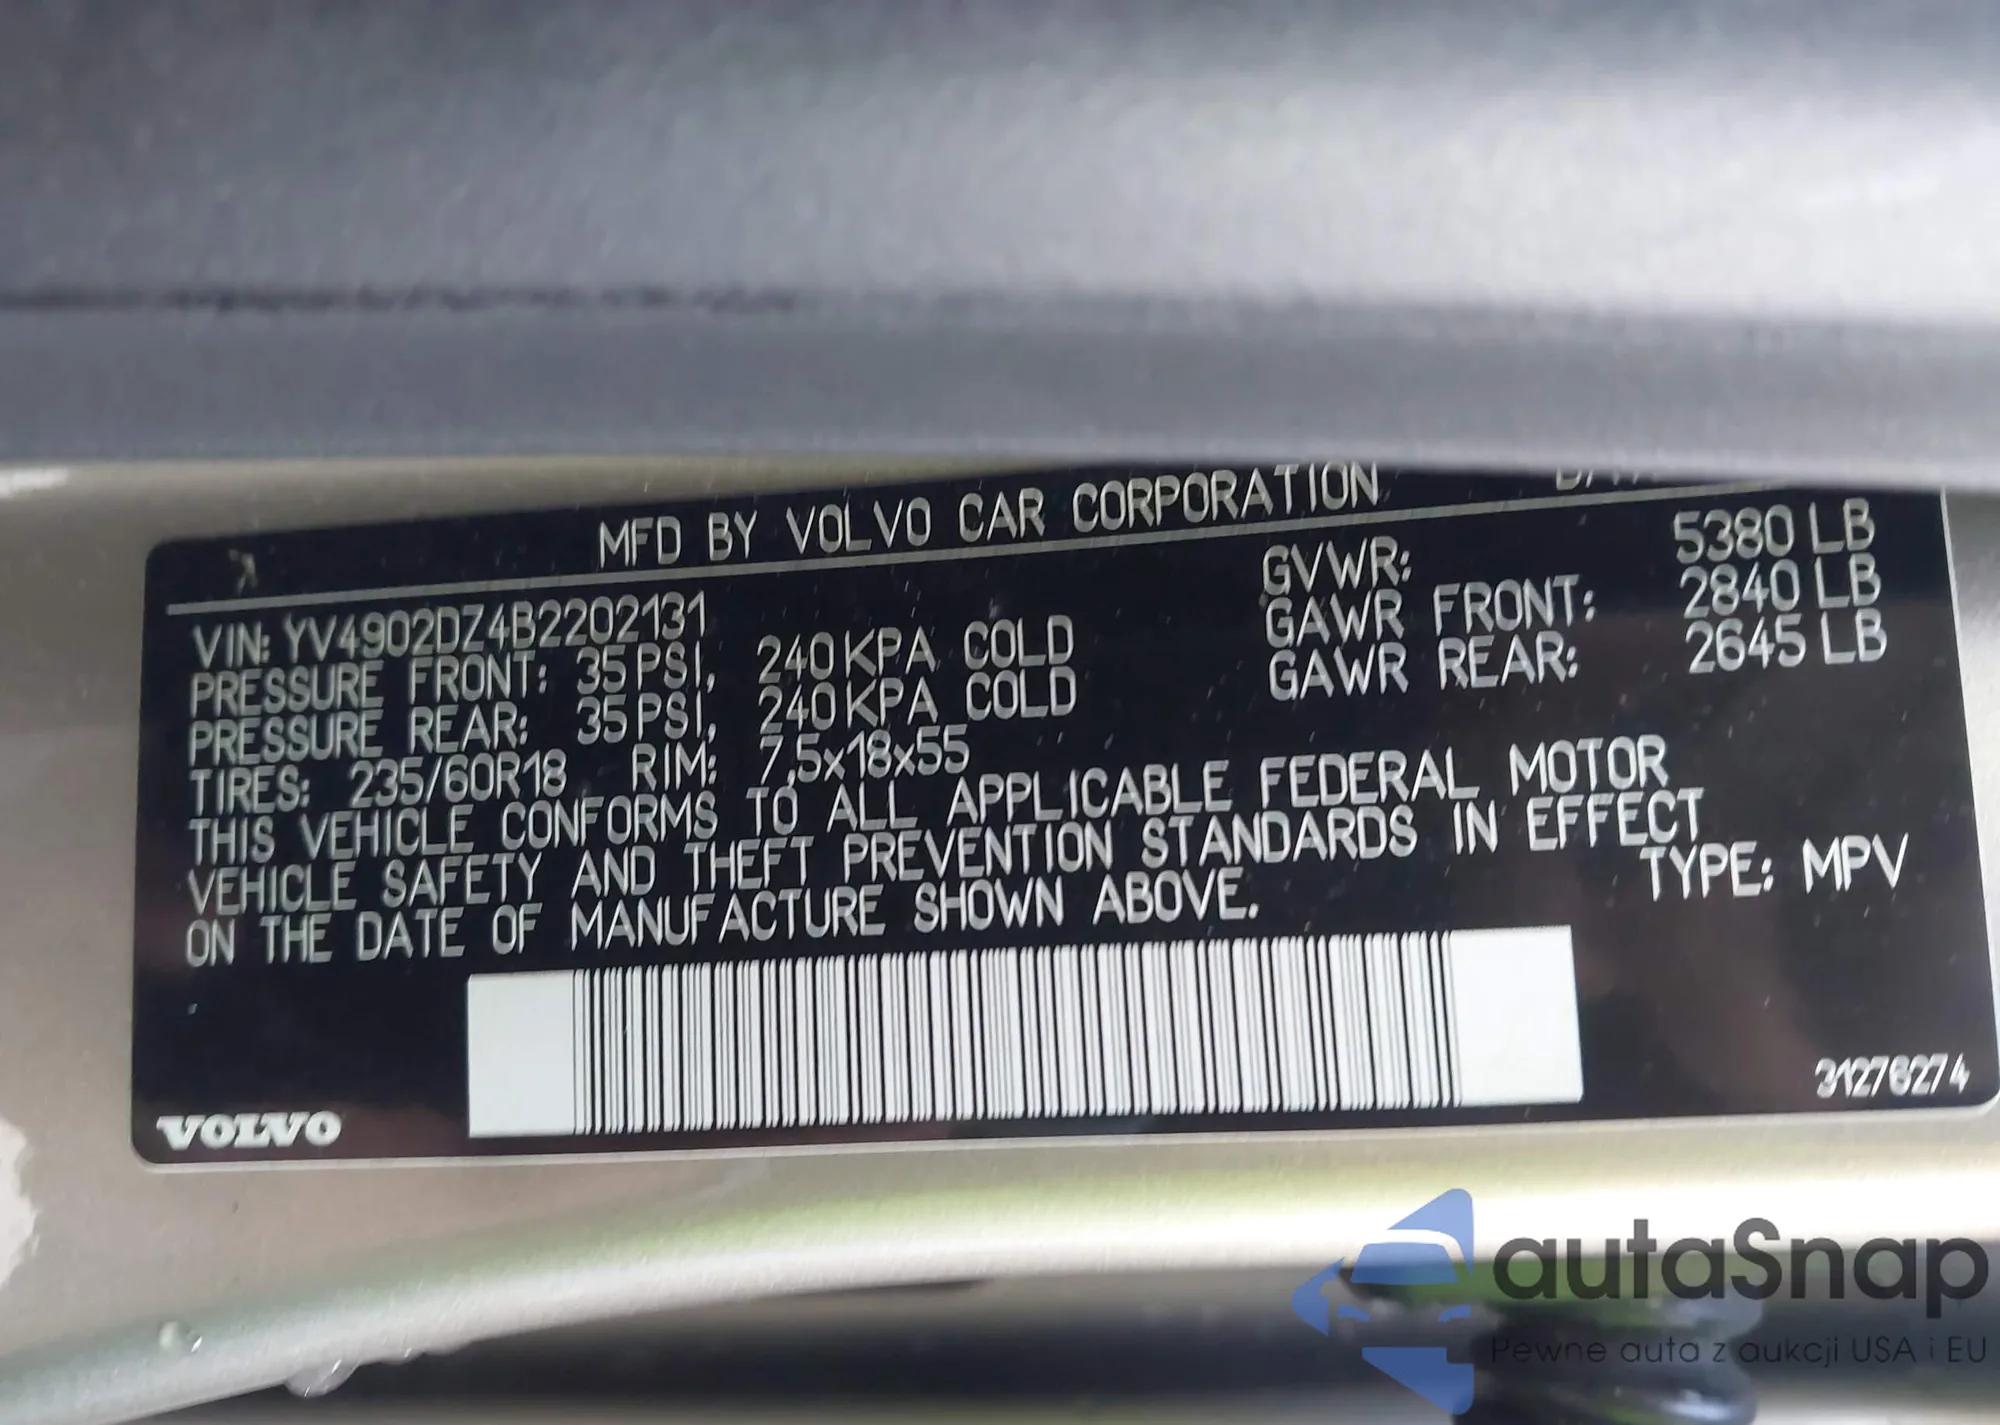 MFD BY VOLVO CAR CORPORATION
VIN: YV4902DZ4B2202131
PRESSURE FRONT: 35 PSI, 240 KPA COLD
PRESSURE REAR: 35 PSI, 240 KPA COLD
TIRES: 235/60R18 RIM: 7,5x18x55
GVWR: 5380 LB
GAWR FRONT: 2840 LB
GAWR REAR: 2645 LB
THIS VEHICLE CONFORMS TO ALL APPLICABLE FEDERAL MOTOR
VEHICLE SAFETY AND THEFT PREVENTION STANDARDS IN EFFECT
ON THE DATE OF MANUFACTURE SHOWN ABOVE.
TYPE: MPV
31276274
VOLVO
autaSnap
Pewne auta z aukcji USA i EU